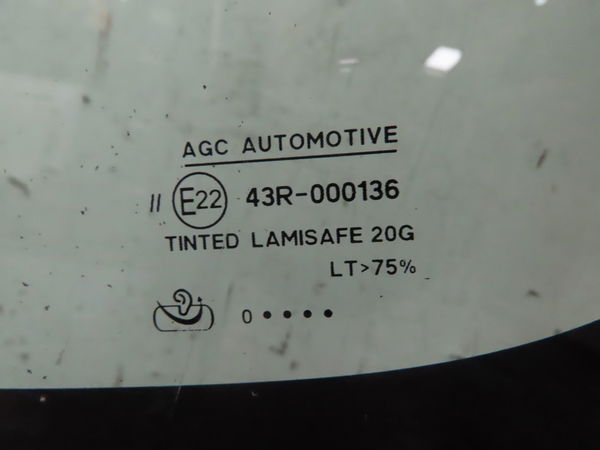 AGC AUTOMOTIVE
II E22 43R-000136
TINTED LAMISAFE 20G
LT>75%
0 ••••